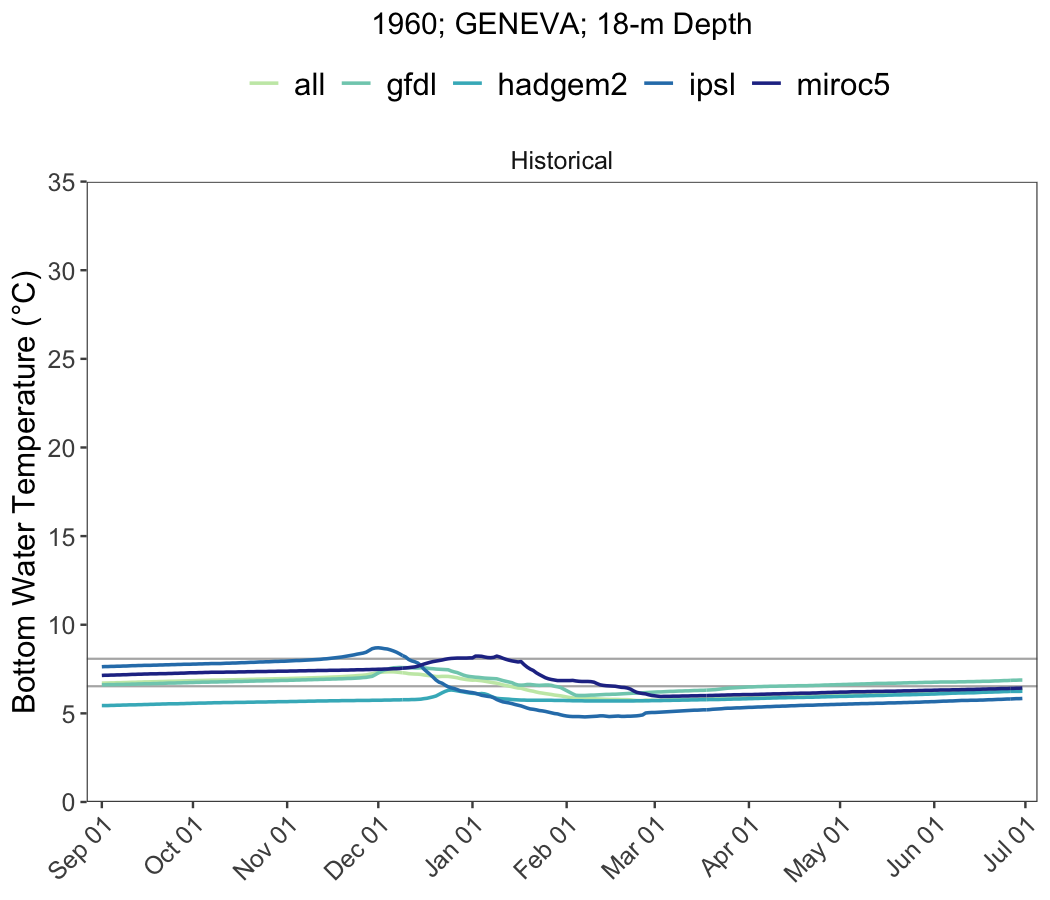 1960; GENEVA; 18-m Depth
all gfdl hadgem2 ipsl miroc5
Historical
Bottom Water Temperature (°C)
35
30
25
20
15
10
5
0
Sep 01 Oct 01 Nov 01 Dec 01 Jan 01 Feb 01 Mar 01 Apr 01 May 01 Jun 01 Jul 01